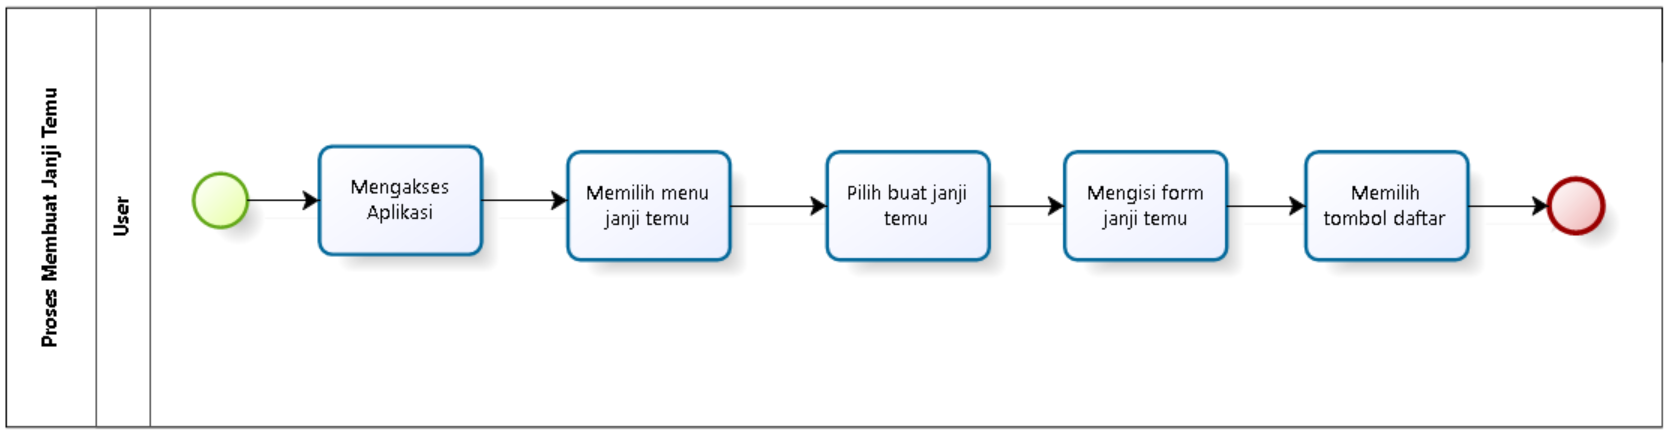 Proses Membuat Janji Temu
User
Mengakses
Aplikasi
Memilih menu
janji temu
Pilih buat janji
temu
Mengisi form
janji temu
Memilih
tombol daftar